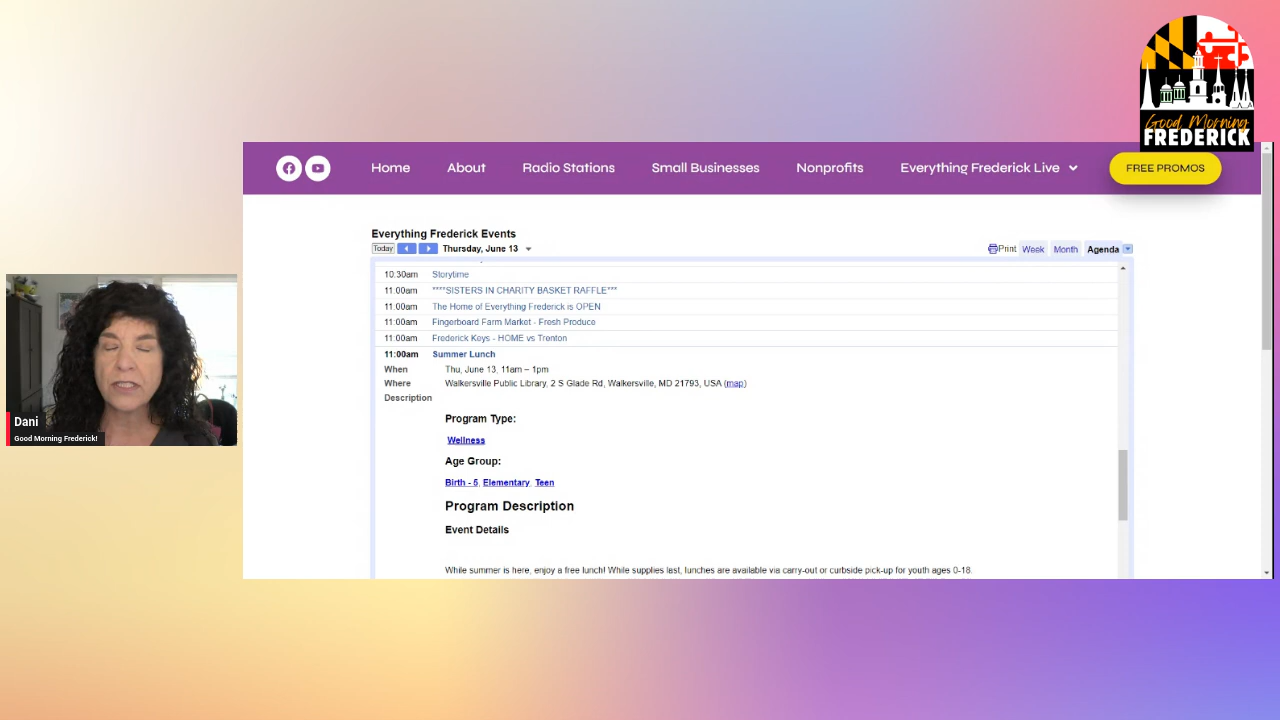 Good Morning
FREDERICK
Home
About
Radio Stations
Small Businesses
Nonprofits
Everything Frederick Live
FREE PROMOS
Everything Frederick Events
Today
Thursday, June 13
Print
Week
Month
Agenda
10:30am Storytime
11:00am ****SISTERS IN CHARITY BASKET RAFFLE***
11:00am The Home of Everything Frederick is OPEN
11:00am Fingerboard Farm Market - Fresh Produce
11:00am Frederick Keys - HOME vs Trenton
11:00am Summer Lunch
When Thu, June 13, 11am – 1pm
Where Walkersville Public Library, 2 S Glade Rd, Walkersville, MD 21793, USA (map)
Description
Program Type:
Wellness
Age Group:
Birth - 5, Elementary, Teen
Program Description
Event Details
While summer is here, enjoy a free lunch! While supplies last, lunches are available via carry-out or curbside pick-up for youth ages 0-18.
Dani
Good Morning Frederick!